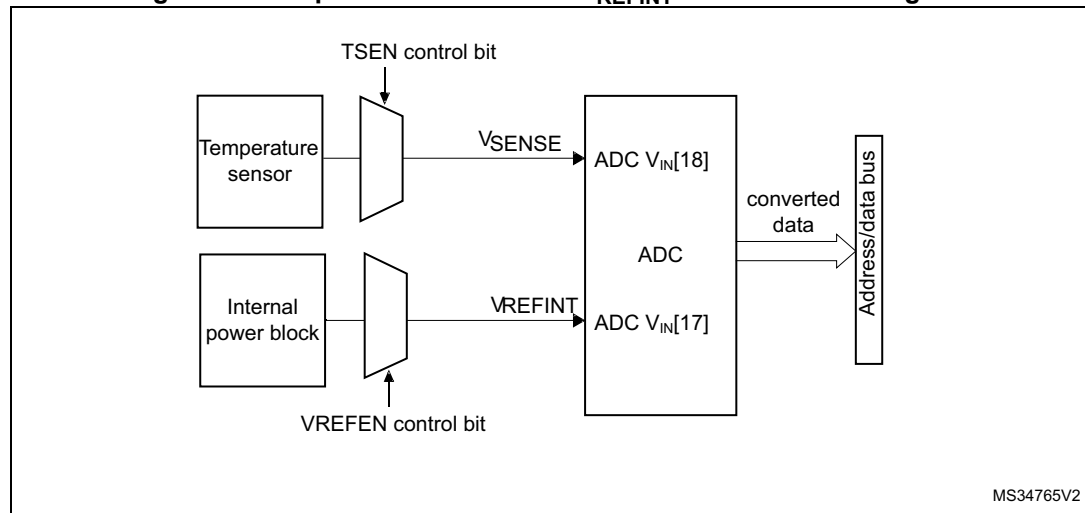 REFINT
TSEN control bit
Temperature
sensor
VSENSE
ADC VIN[18]
converted
data
Address/data bus
ADC
Internal
power block
VREFINT
ADC VIN[17]
VREFEN control bit
MS34765V2